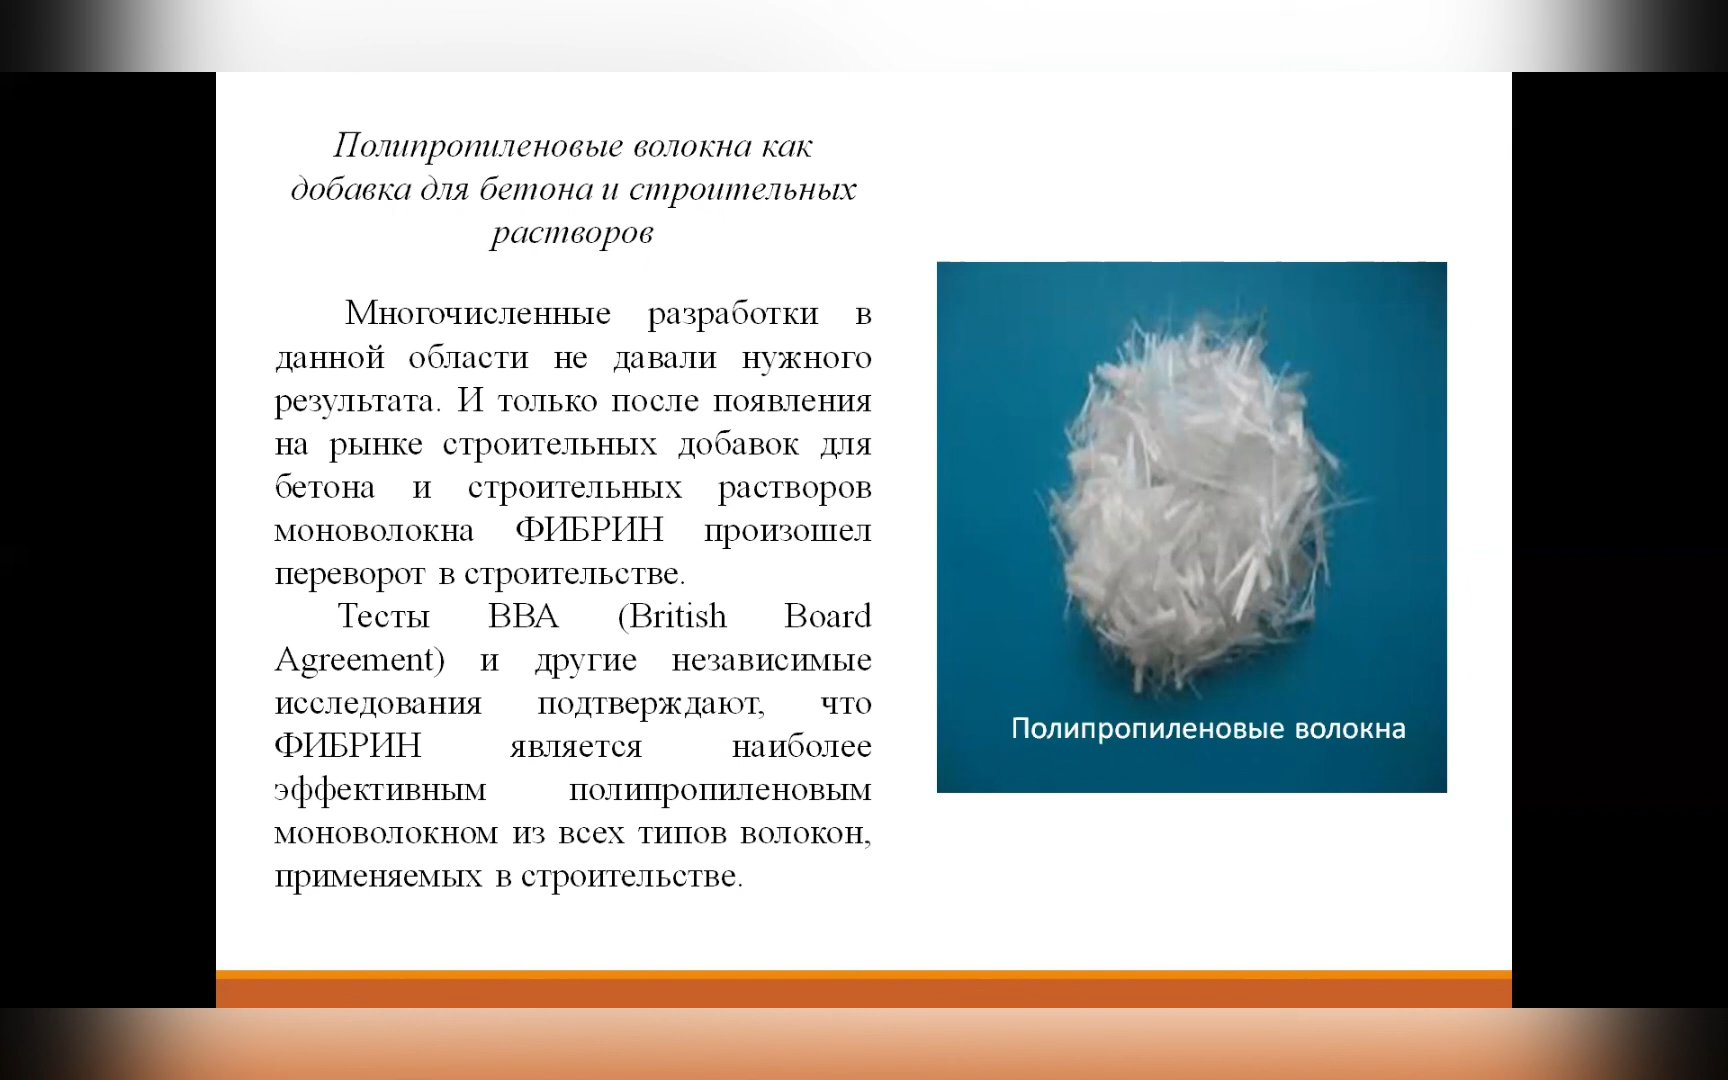 Полипропиленовые волокна как
добавка для бетона и строительных
растворов
Многочисленные разработки в
данной области не давали нужного
результата. И только после появления
на рынке строительных добавок для
бетона и строительных растворов
моноволокна ФИБРИН произошел
переворот в строительстве.
Тесты BBA (British Board
Agreement) и другие независимые
исследования подтверждают, что
ФИБРИН является наиболее
эффективным полипропиленовым
моноволокном из всех типов волокон,
применяемых в строительстве.
Полипропиленовые волокна